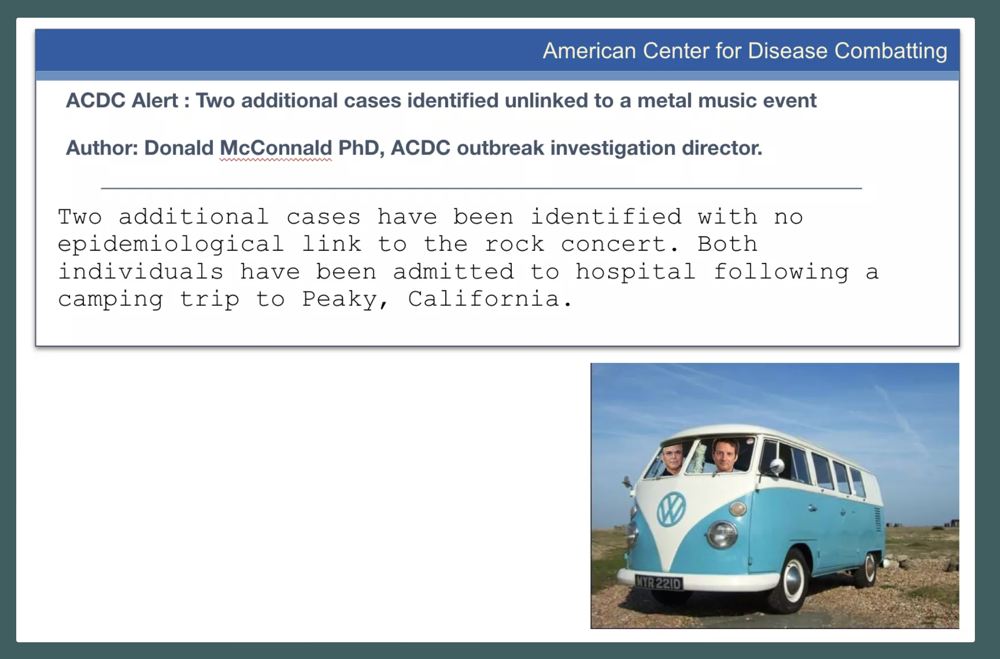 American Center for Disease Combatting
ACDC Alert : Two additional cases identified unlinked to a metal music event
Author: Donald McConnald PhD, ACDC outbreak investigation director.
Two additional cases have been identified with no
epidemiological link to the rock concert. Both
individuals have been admitted to hospital following a
camping trip to Peaky, California.
VW
MYR 221D